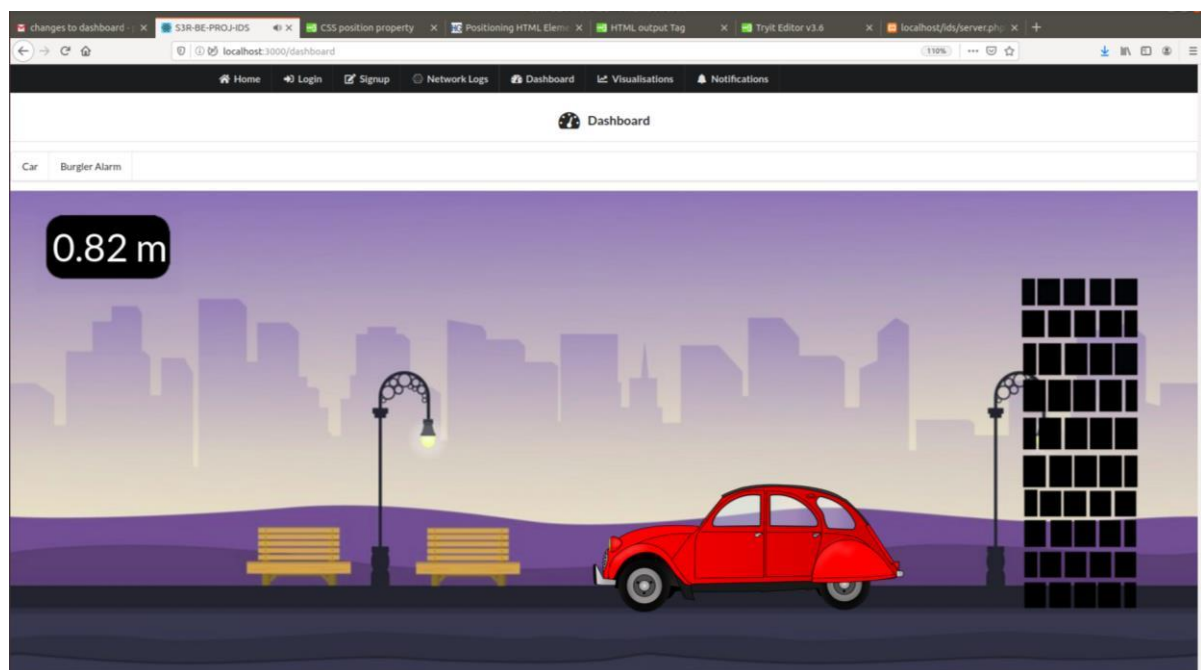 changes to dashboard - 
S3R-BE-PROJ-IDS
CSS position property
Positioning HTML Eleme
HTML output Tag
Tryit Editor v3.6
localhost/ids/server.php
localhost:3000/dashboard
110%
Home
Login
Signup
Network Logs
Dashboard
Visualisations
Notifications
Dashboard
Car
Burgler Alarm
0.82 m